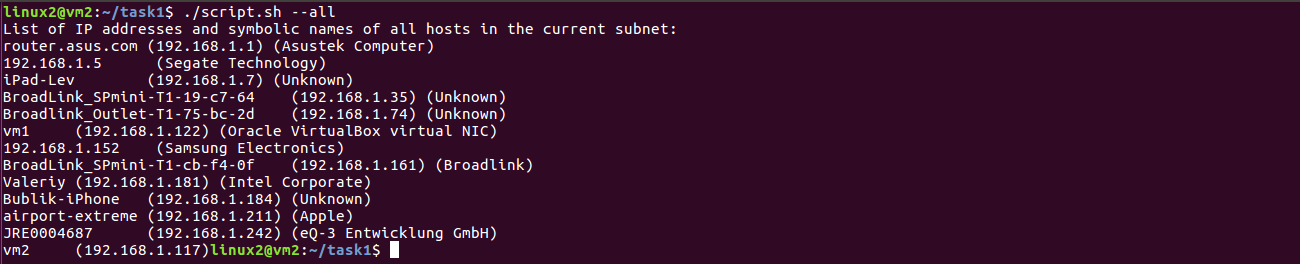 linux2@vm2:~/task1$ ./script.sh --all
List of IP addresses and symbolic names of all hosts in the current subnet:
router.asus.com (192.168.1.1) (Asustek Computer)
192.168.1.5 (Segate Technology)
iPad-Lev (192.168.1.7) (Unknown)
BroadLink_SPmini-T1-19-c7-64 (192.168.1.35) (Unknown)
Broadlink_Outlet-T1-75-bc-2d (192.168.1.74) (Unknown)
vm1 (192.168.1.122) (Oracle VirtualBox virtual NIC)
192.168.1.152 (Samsung Electronics)
BroadLink_SPmini-T1-cb-f4-0f (192.168.1.161) (Broadlink)
Valeriy (192.168.1.181) (Intel Corporate)
Bublik-iPhone (192.168.1.184) (Unknown)
airport-extreme (192.168.1.211) (Apple)
JRE0004687 (192.168.1.242) (eQ-3 Entwicklung GmbH)
vm2 (192.168.1.117)linux2@vm2:~/task1$